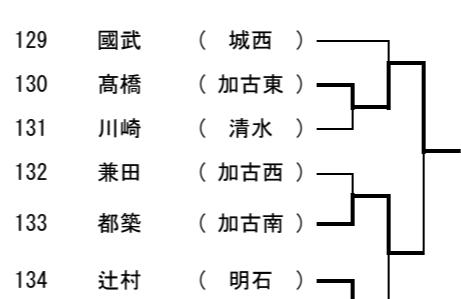 129 國武 （ 城西 ）
130 髙橋 （ 加古東 ）
131 川崎 （ 清水 ）
132 兼田 （ 加古西 ）
133 都築 （ 加古南 ）
134 辻村 （ 明石 ）